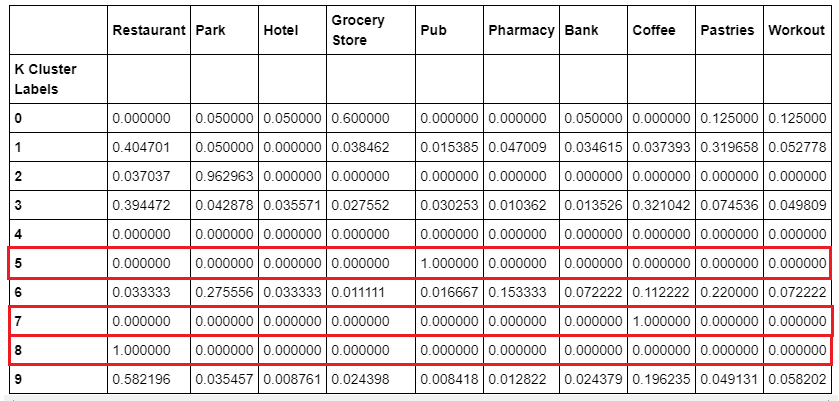 Restaurant Park Hotel Grocery Store Pub Pharmacy Bank Coffee Pastries Workout
K Cluster Labels
0 0.000000 0.050000 0.050000 0.600000 0.000000 0.000000 0.050000 0.000000 0.125000 0.125000
1 0.404701 0.050000 0.000000 0.038462 0.015385 0.047009 0.034615 0.037393 0.319658 0.052778
2 0.037037 0.962963 0.000000 0.000000 0.000000 0.000000 0.000000 0.000000 0.000000 0.000000
3 0.394472 0.042878 0.035571 0.027552 0.030253 0.010362 0.013526 0.321042 0.074536 0.049809
4 0.000000 0.000000 0.000000 0.000000 0.000000 0.000000 0.000000 0.000000 0.000000 0.000000
5 0.000000 0.000000 0.000000 0.000000 1.000000 0.000000 0.000000 0.000000 0.000000 0.000000
6 0.033333 0.275556 0.033333 0.011111 0.016667 0.153333 0.072222 0.112222 0.220000 0.072222
7 0.000000 0.000000 0.000000 0.000000 0.000000 0.000000 0.000000 1.000000 0.000000 0.000000
8 1.000000 0.000000 0.000000 0.000000 0.000000 0.000000 0.000000 0.000000 0.000000 0.000000
9 0.582196 0.035457 0.008761 0.024398 0.008418 0.012822 0.024379 0.196235 0.049131 0.058202